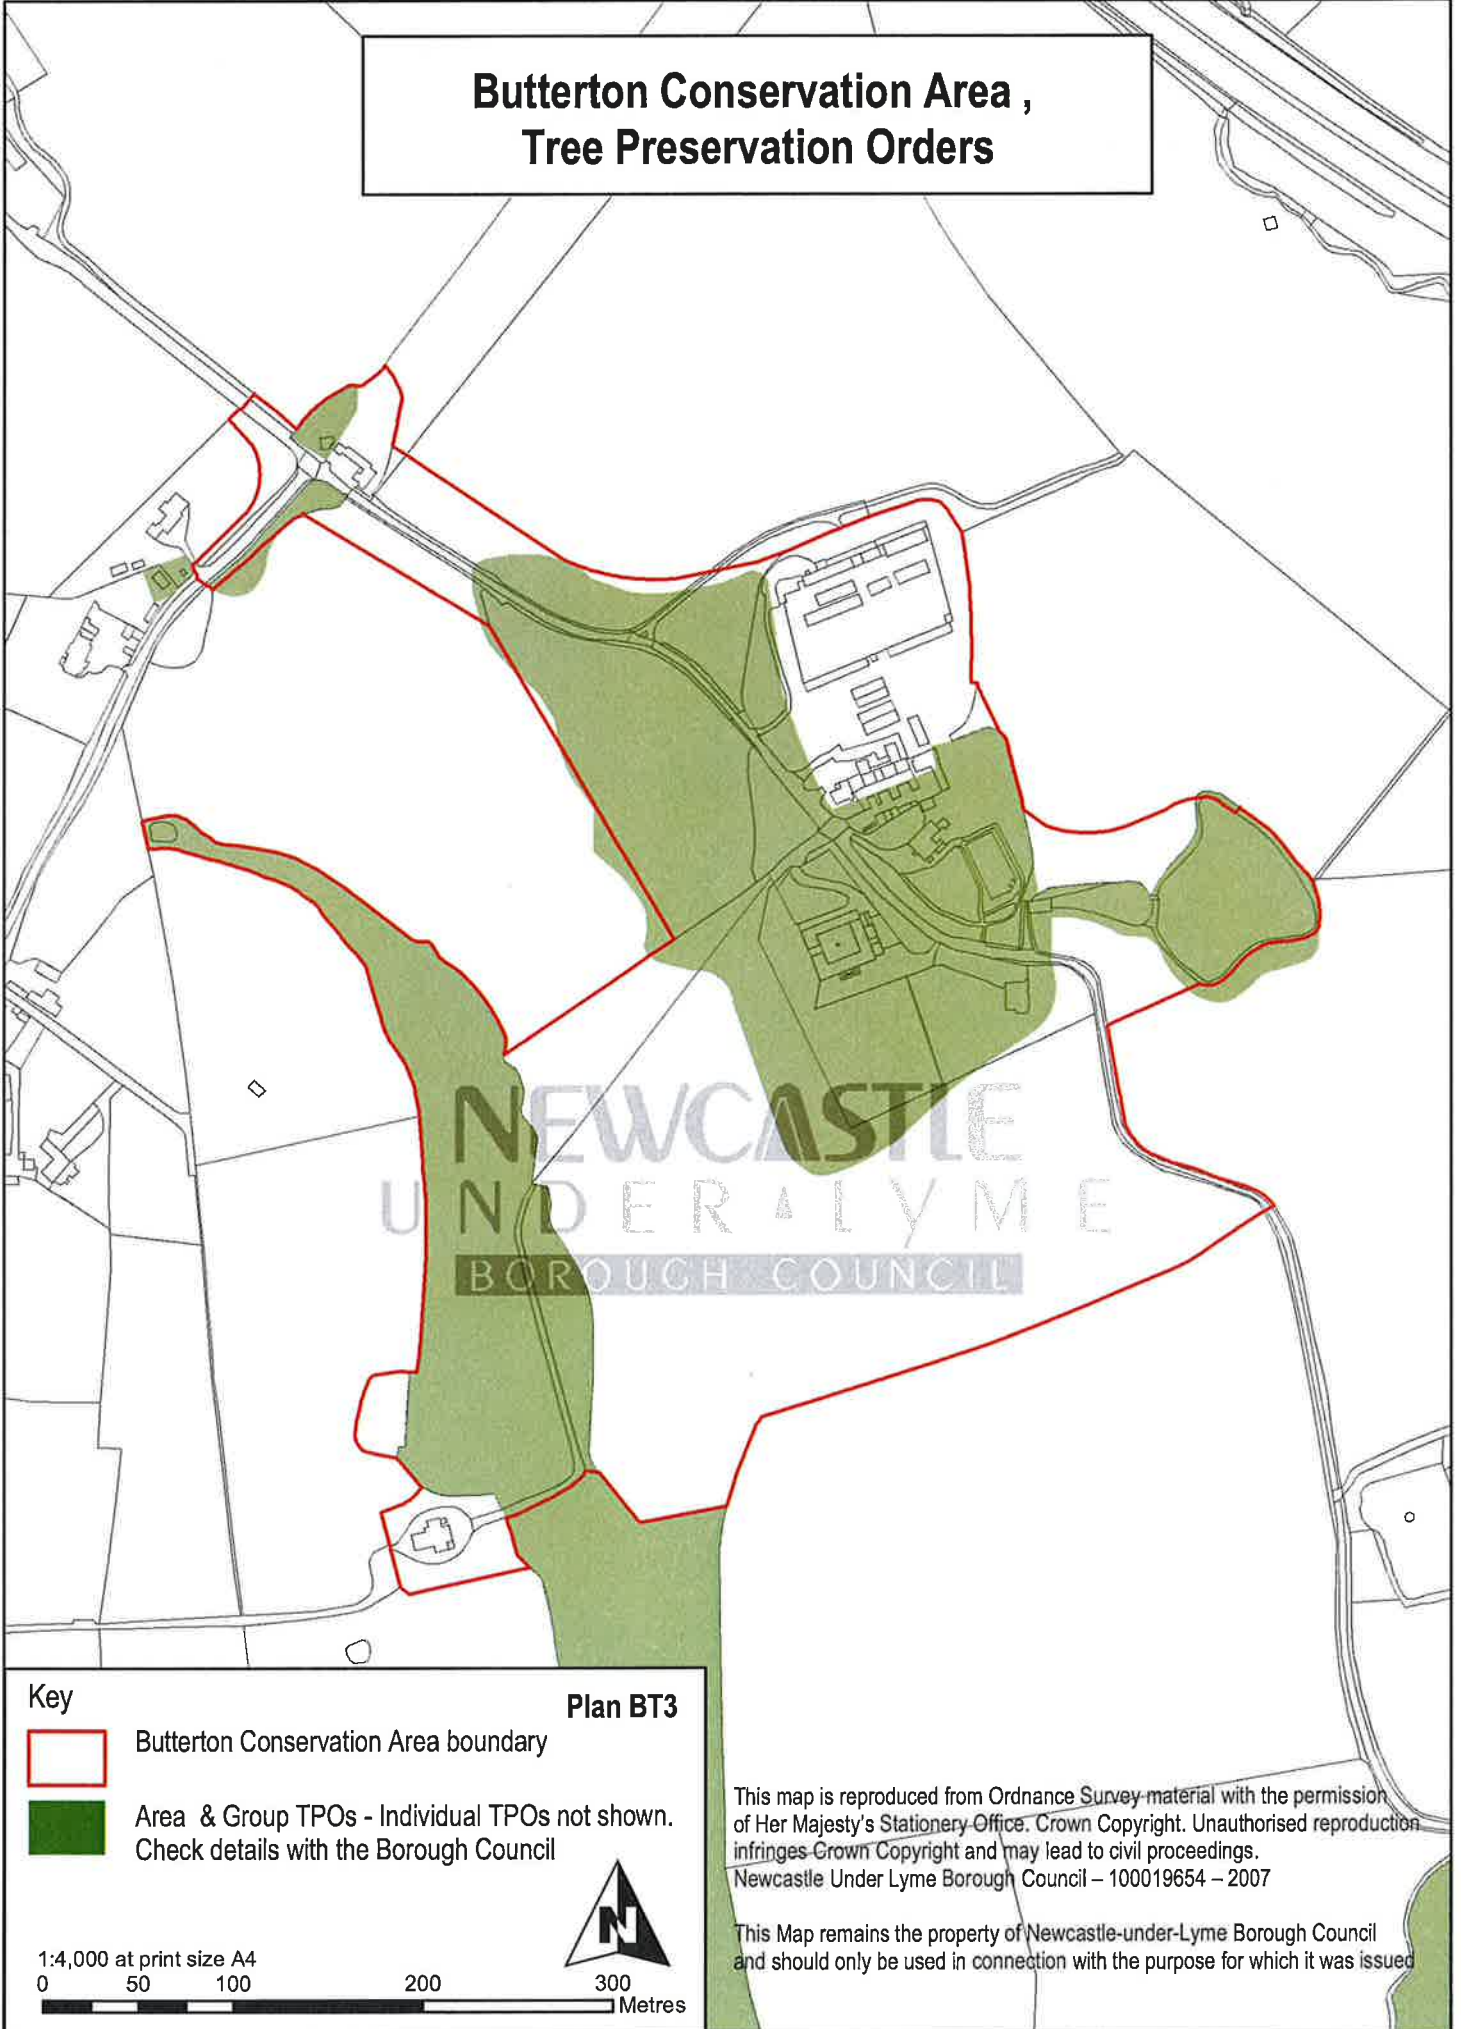 Butterton Conservation Area ,
Tree Preservation Orders
NEWCASTLE
UNDER LYME
BOROUGH COUNCIL
Key
Plan BT3
Butterton Conservation Area boundary
Area & Group TPOs - Individual TPOs not shown.
Check details with the Borough Council
N
1:4,000 at print size A4
0 50 100 200 300
Metres
This map is reproduced from Ordnance Survey material with the permission
of Her Majesty's Stationery Office. Crown Copyright. Unauthorised reproduction
infringes Crown Copyright and may lead to civil proceedings.
Newcastle Under Lyme Borough Council – 100019654 – 2007
This Map remains the property of Newcastle-under-Lyme Borough Council
and should only be used in connection with the purpose for which it was issued